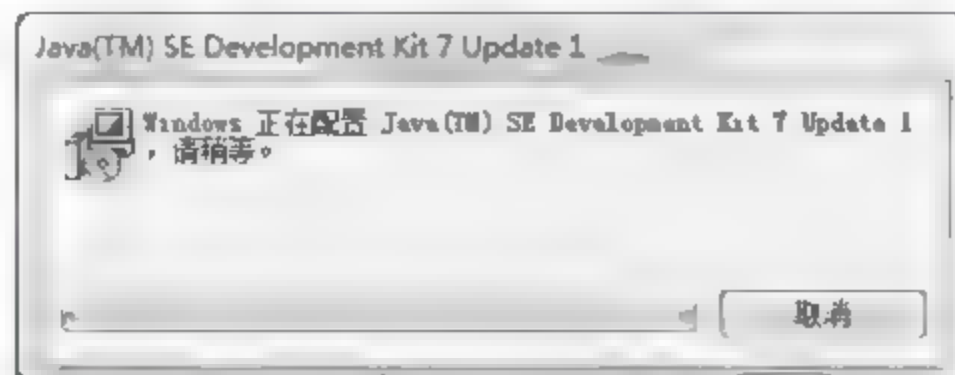 Java(TM) SE Development Kit 7 Update 1
Windows 正在配置 Java(TM) SE Development Kit 7 Update 1
，请稍等。
取消